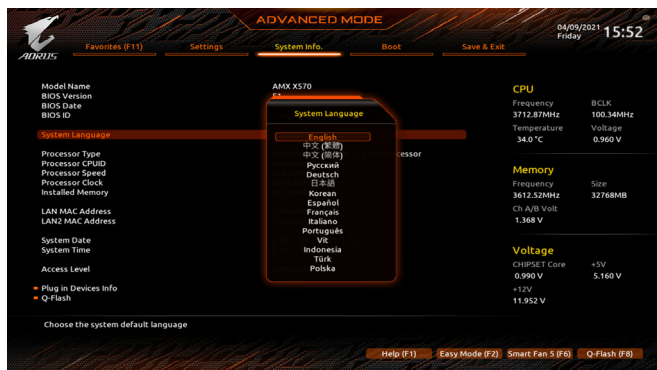 ADVANCED MODE
04/09/2021
Friday
15:52
AORUS
Favorites (F11)
Settings
System Info.
Boot
Save & Exit
Model Name
AMX X570
BIOS Version
BIOS Date
BIOS ID
System Language
Processor Type
cessor
Processor CPUID
Processor Speed
Processor Clock
Installed Memory
LAN MAC Address
LAN2 MAC Address
System Date
System Time
Access Level
Plug in Devices Info
Q-Flash
System Language
English
中文 (繁體)
中文 (简体)
Русский
Deutsch
日本語
Korean
Español
Français
Italiano
Português
Vít
Indonesia
Türk
Polska
CPU
Frequency BCLK
3712.87MHz 100.34MHz
Temperature Voltage
34.0 °C 0.960 V
Memory
Frequency Size
3612.52MHz 32768MB
Ch A/B Volt
1.368 V
Voltage
CHIPSET Core +5V
0.990 V 5.160 V
+12V
11.952 V
Choose the system default language
Help (F1) Easy Mode (F2) Smart Fan 5 (F6) Q-Flash (F8)